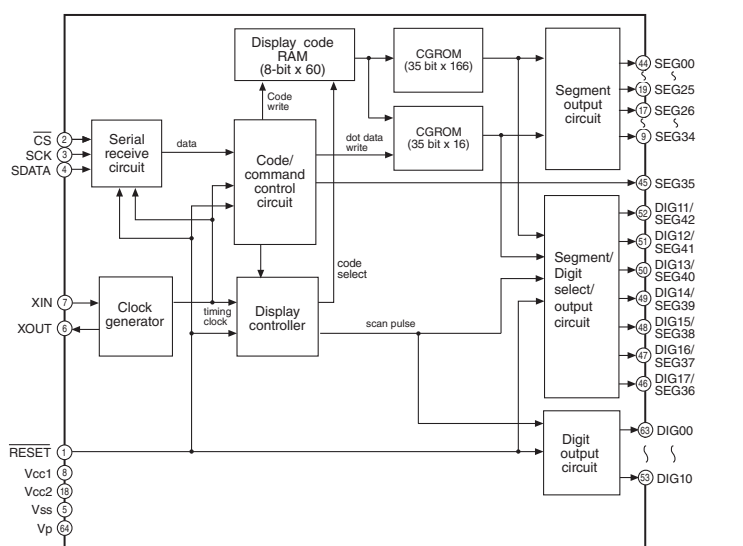 Display code
RAM
(8-bit x 60)
CGROM
(35 bit x 166)
Segment
output
circuit
44 SEG00
19 SEG25
17 SEG26
9 SEG34
Code
write
CGROM
(35 bit x 16)
CS 2
SCK 3
SDATA 4
Serial
receive
circuit
data
Code/
command
control
circuit
dot data
write
45 SEG35
Segment/
Digit
select/
output
circuit
52 DIG11/
SEG42
51 DIG12/
SEG41
50 DIG13/
SEG40
49 DIG14/
SEG39
48 DIG15/
SEG38
47 DIG16/
SEG37
46 DIG17/
SEG36
code
select
XIN 7
XOUT 6
Clock
generator
timing
clock
Display
controller
scan pulse
Digit
output
circuit
63 DIG00
53 DIG10
RESET 1
Vcc1 8
Vcc2 18
Vss 5
Vp 64